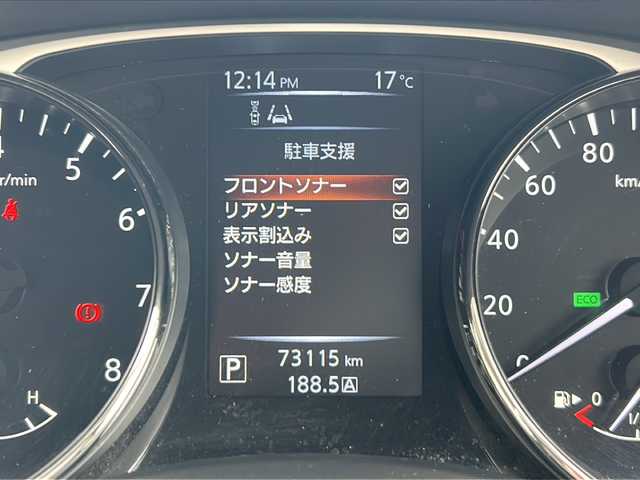 12:14 PM 17°C
駐車支援
フロントソナー
リアソナー
表示割込み
ソナー音量
ソナー感度
P 73115 km
188.5 A
5
6
7
8
H
r/min
80
km/
60
40
20
ECO
0